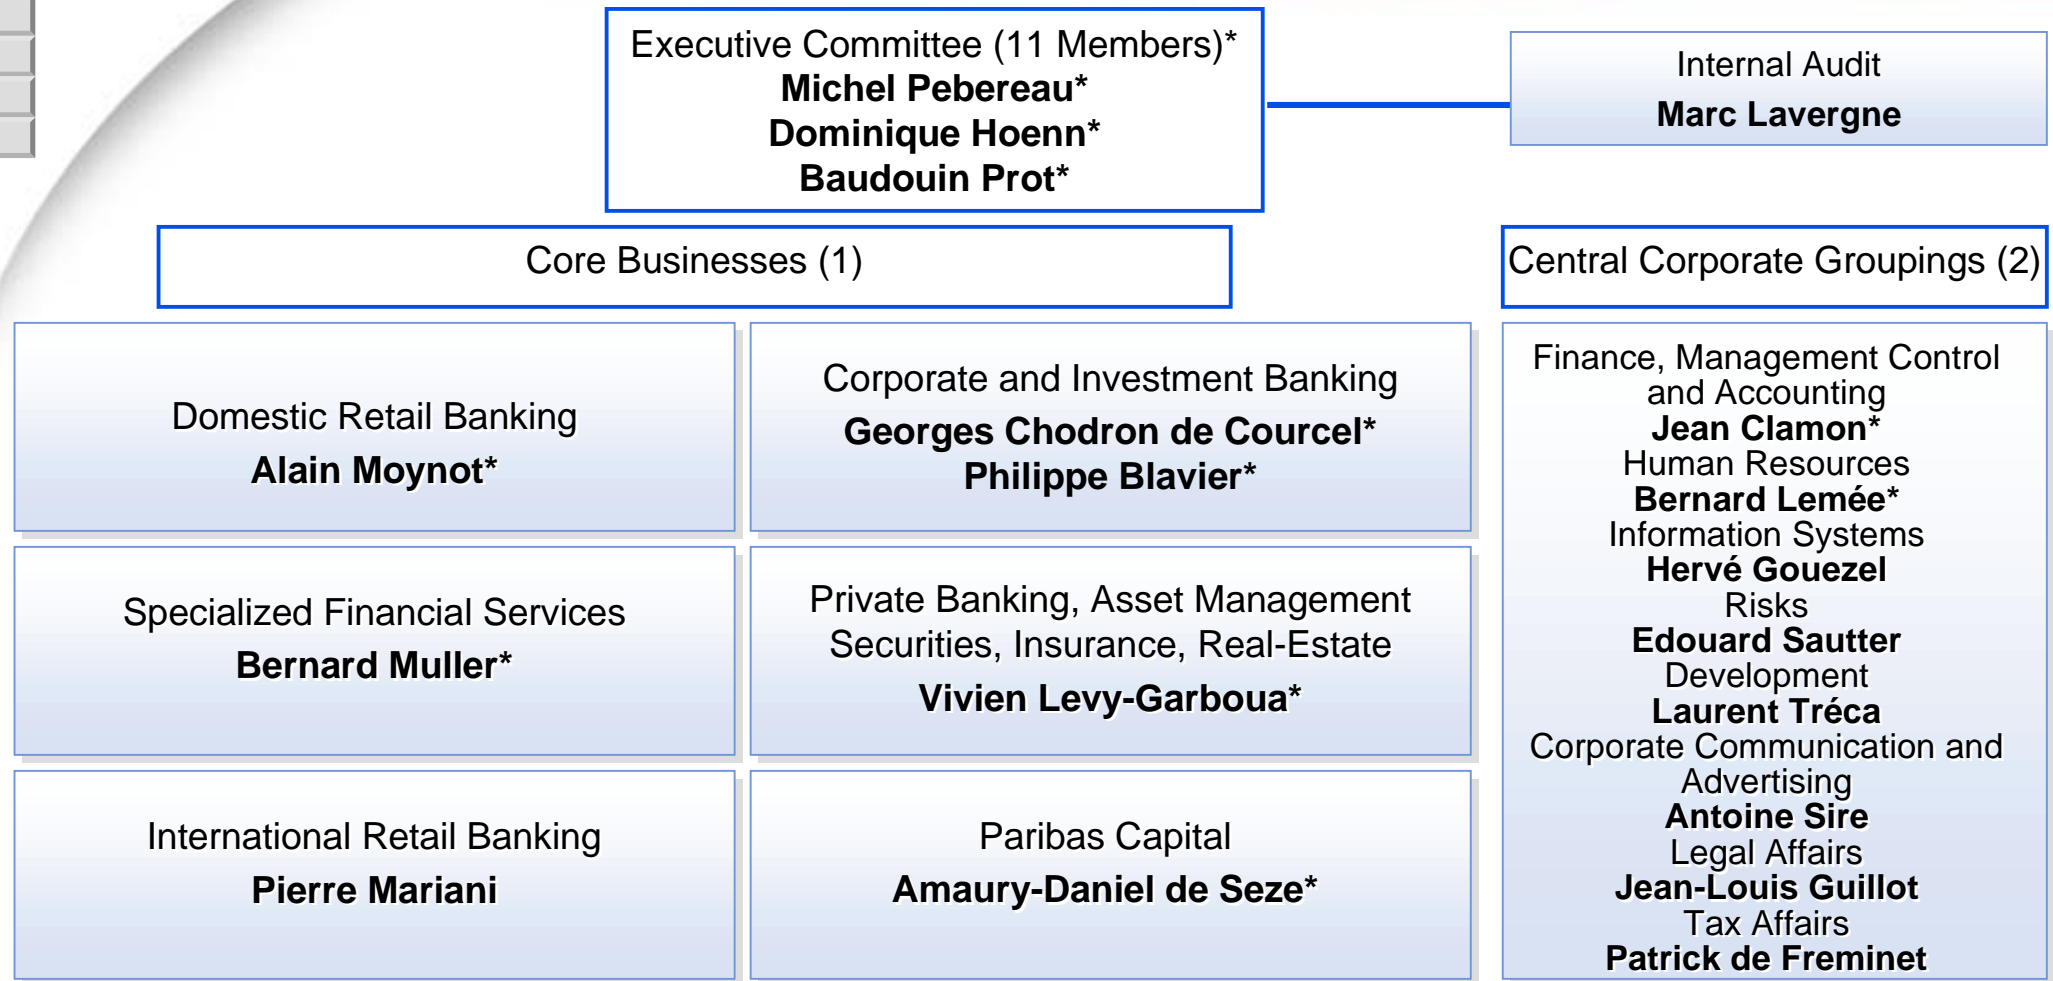 Executive Committee (11 Members)*
Michel Pebereau*
Dominique Hoenn*
Baudouin Prot*
Internal Audit
Marc Lavergne
Core Businesses (1)
Central Corporate Groupings (2)
Domestic Retail Banking
Alain Moynot*
Corporate and Investment Banking
Georges Chodron de Courcel*
Philippe Blavier*
Specialized Financial Services
Bernard Muller*
Private Banking, Asset Management
Securities, Insurance, Real-Estate
Vivien Levy-Garboua*
International Retail Banking
Pierre Mariani
Paribas Capital
Amaury-Daniel de Seze*
Finance, Management Control
and Accounting
Jean Clamon*
Human Resources
Bernard Lemée*
Information Systems
Hervé Gouezel
Risks
Edouard Sautter
Development
Laurent Tréca
Corporate Communication and
Advertising
Antoine Sire
Legal Affairs
Jean-Louis Guillot
Tax Affairs
Patrick de Freminet